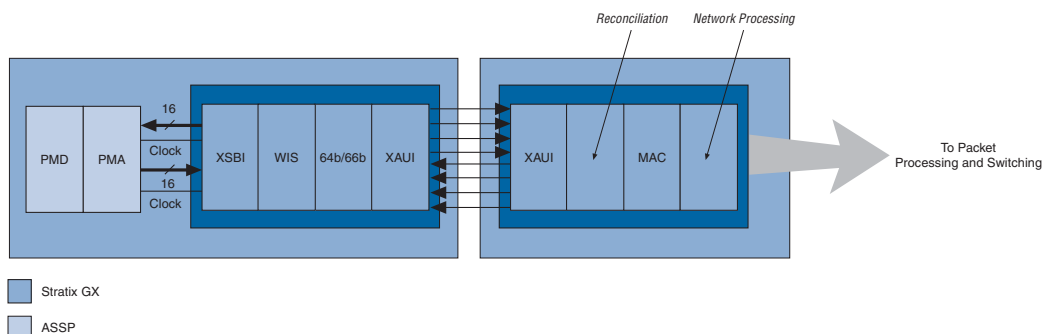 Reconciliation
Network Processing
16
Clock
16
Clock
PMD
PMA
XSBI
WIS
64b/66b
XAUI
XAUI
MAC
To Packet
Processing and Switching
Stratix GX
ASSP